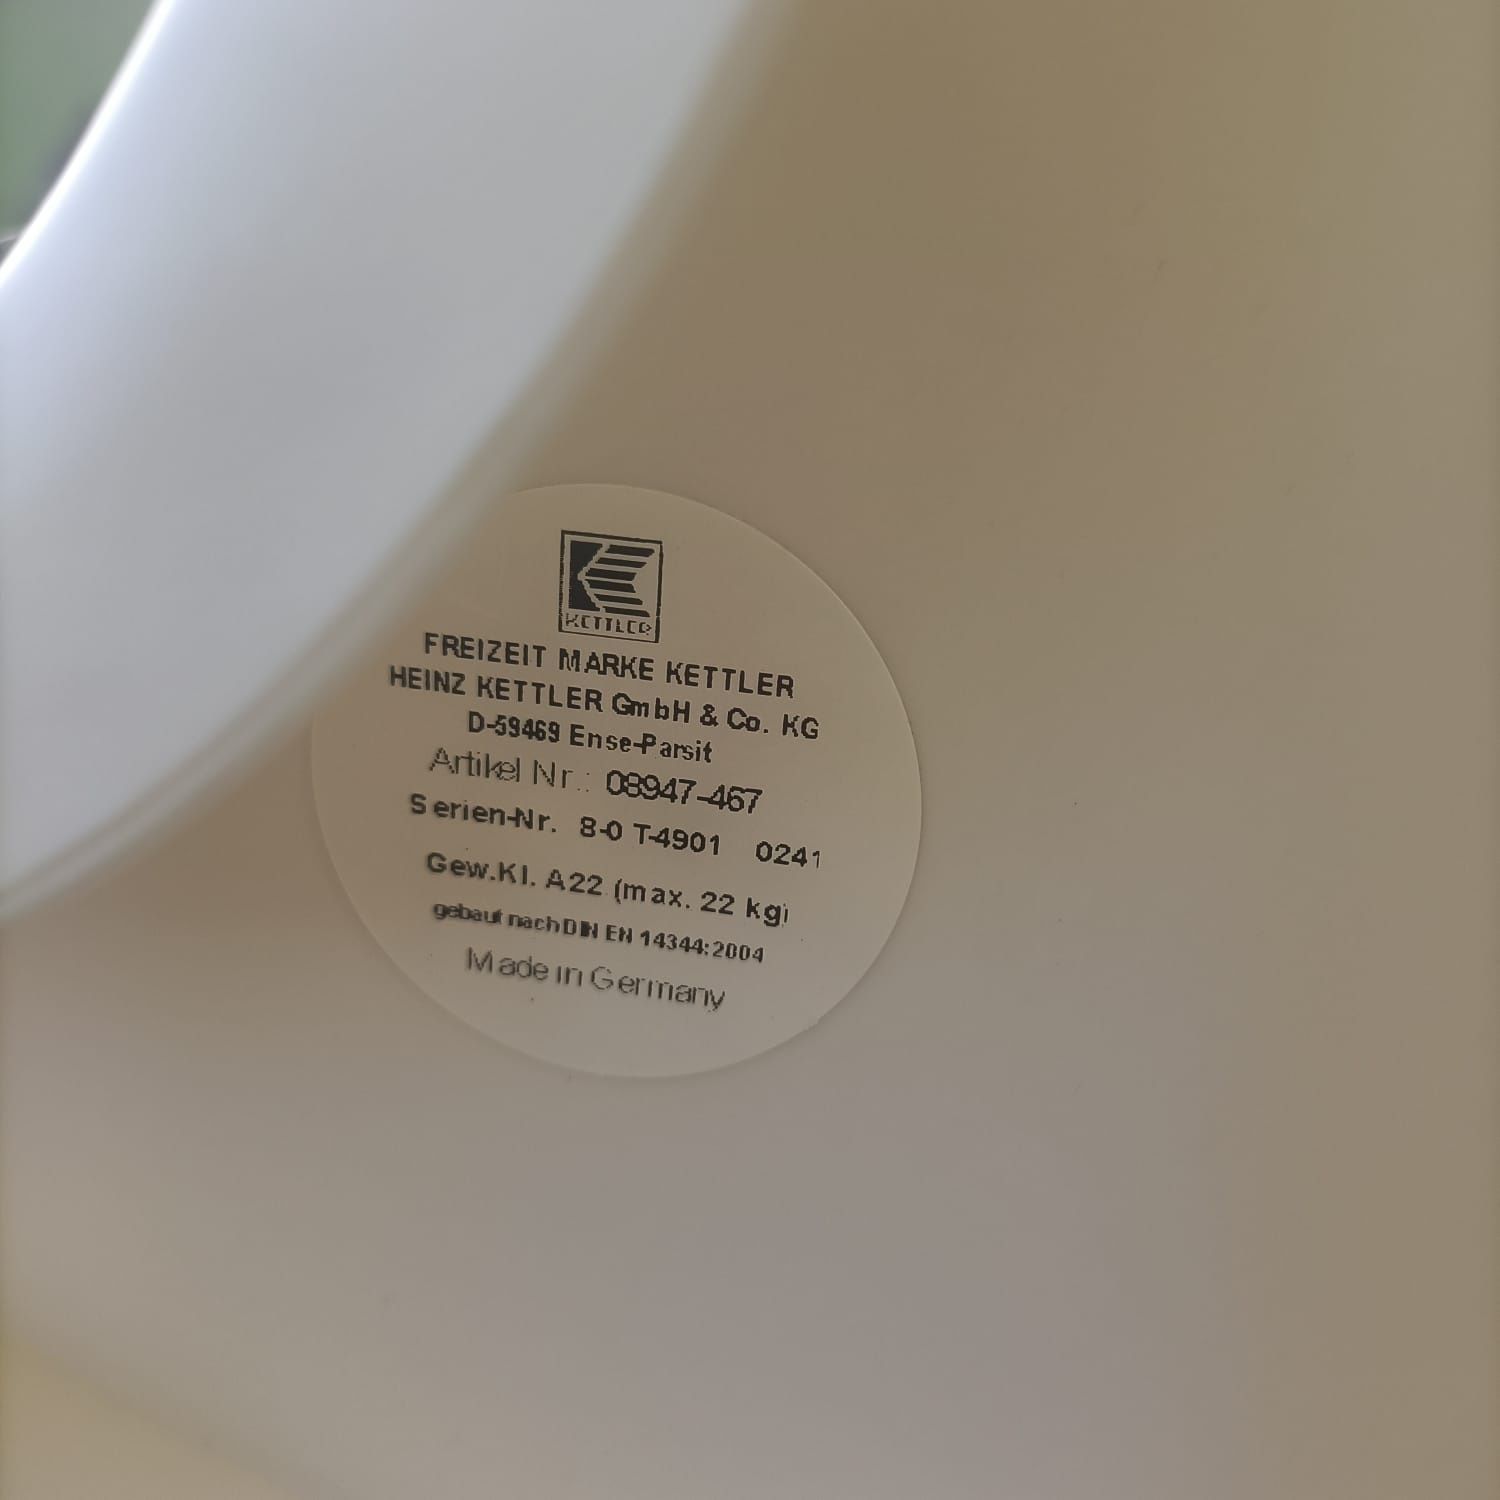 KETTLER
FREIZEIT MARKE KETTLER
HEINZ KETTLER GmbH & Co. KG
D-59469 Ense-Parsit
Artikel Nr.: 08947-467
Serien-Nr. 8-0 T-4901 0241
Gew.Kl. A22 (max. 22 kg)
gebaut nach DIN EN 14344:2004
Made in Germany